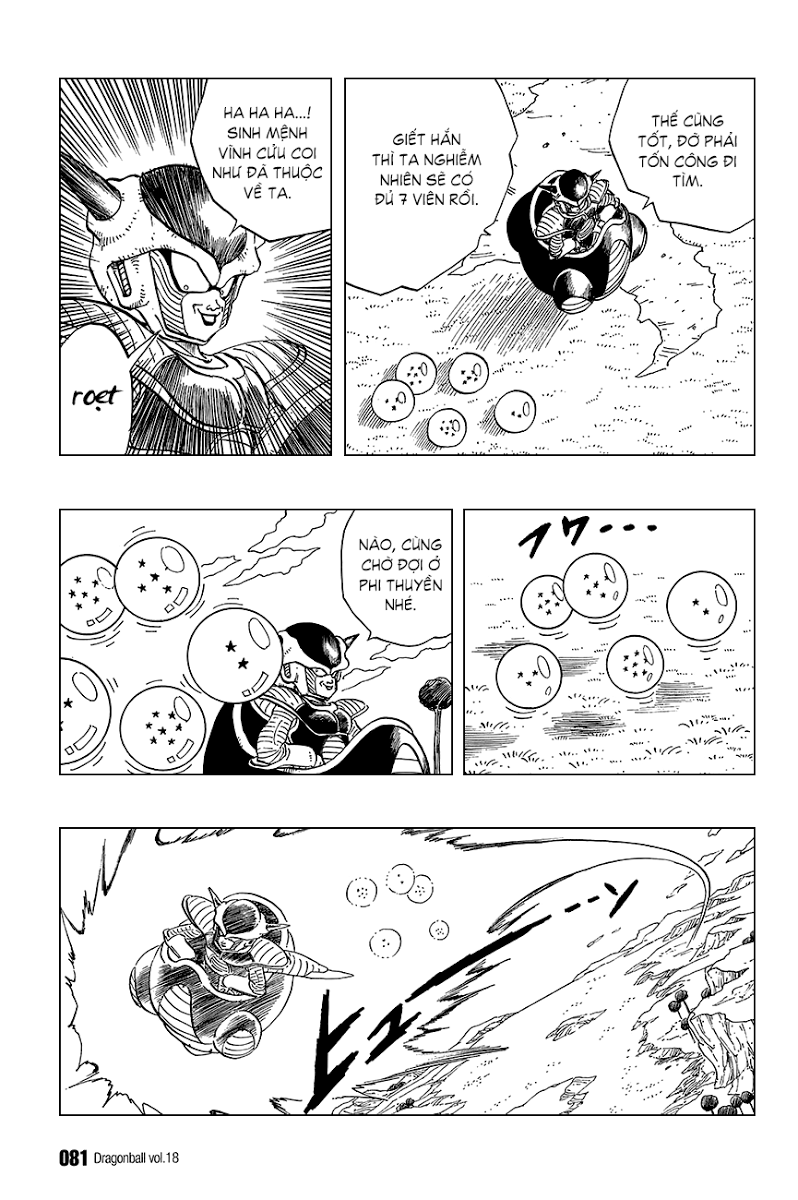 THẾ CŨNG
TỐT, ĐỠ PHẢI
TỐN CÔNG ĐI
TÌM.
GIẾT HẮN
THÌ TA NGHIỄM
NHIÊN SẼ CÓ
ĐỦ 7 VIÊN RỒI.
HA HA HA...!
SINH MỆNH
VĨNH CỬU COI
NHƯ ĐÃ THUỘC
VỀ TA.
roẹt
フワ・・・
NÀO, CÙNG
CHỜ ĐỢI Ở
PHI THUYỀN
NHÉ.
ヒュー・・・ン
081 Dragonball vol.18